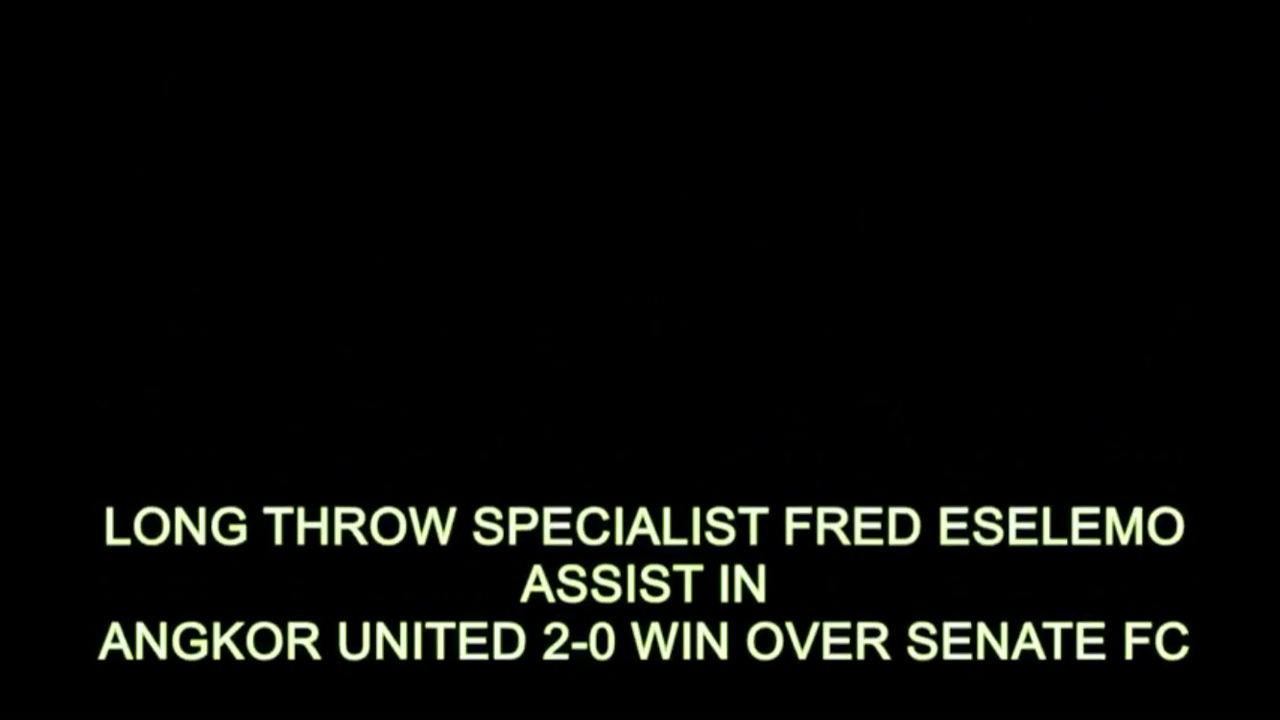 LONG THROW SPECIALIST FRED ESELEMO
ASSIST IN
ANGKOR UNITED 2-0 WIN OVER SENATE FC